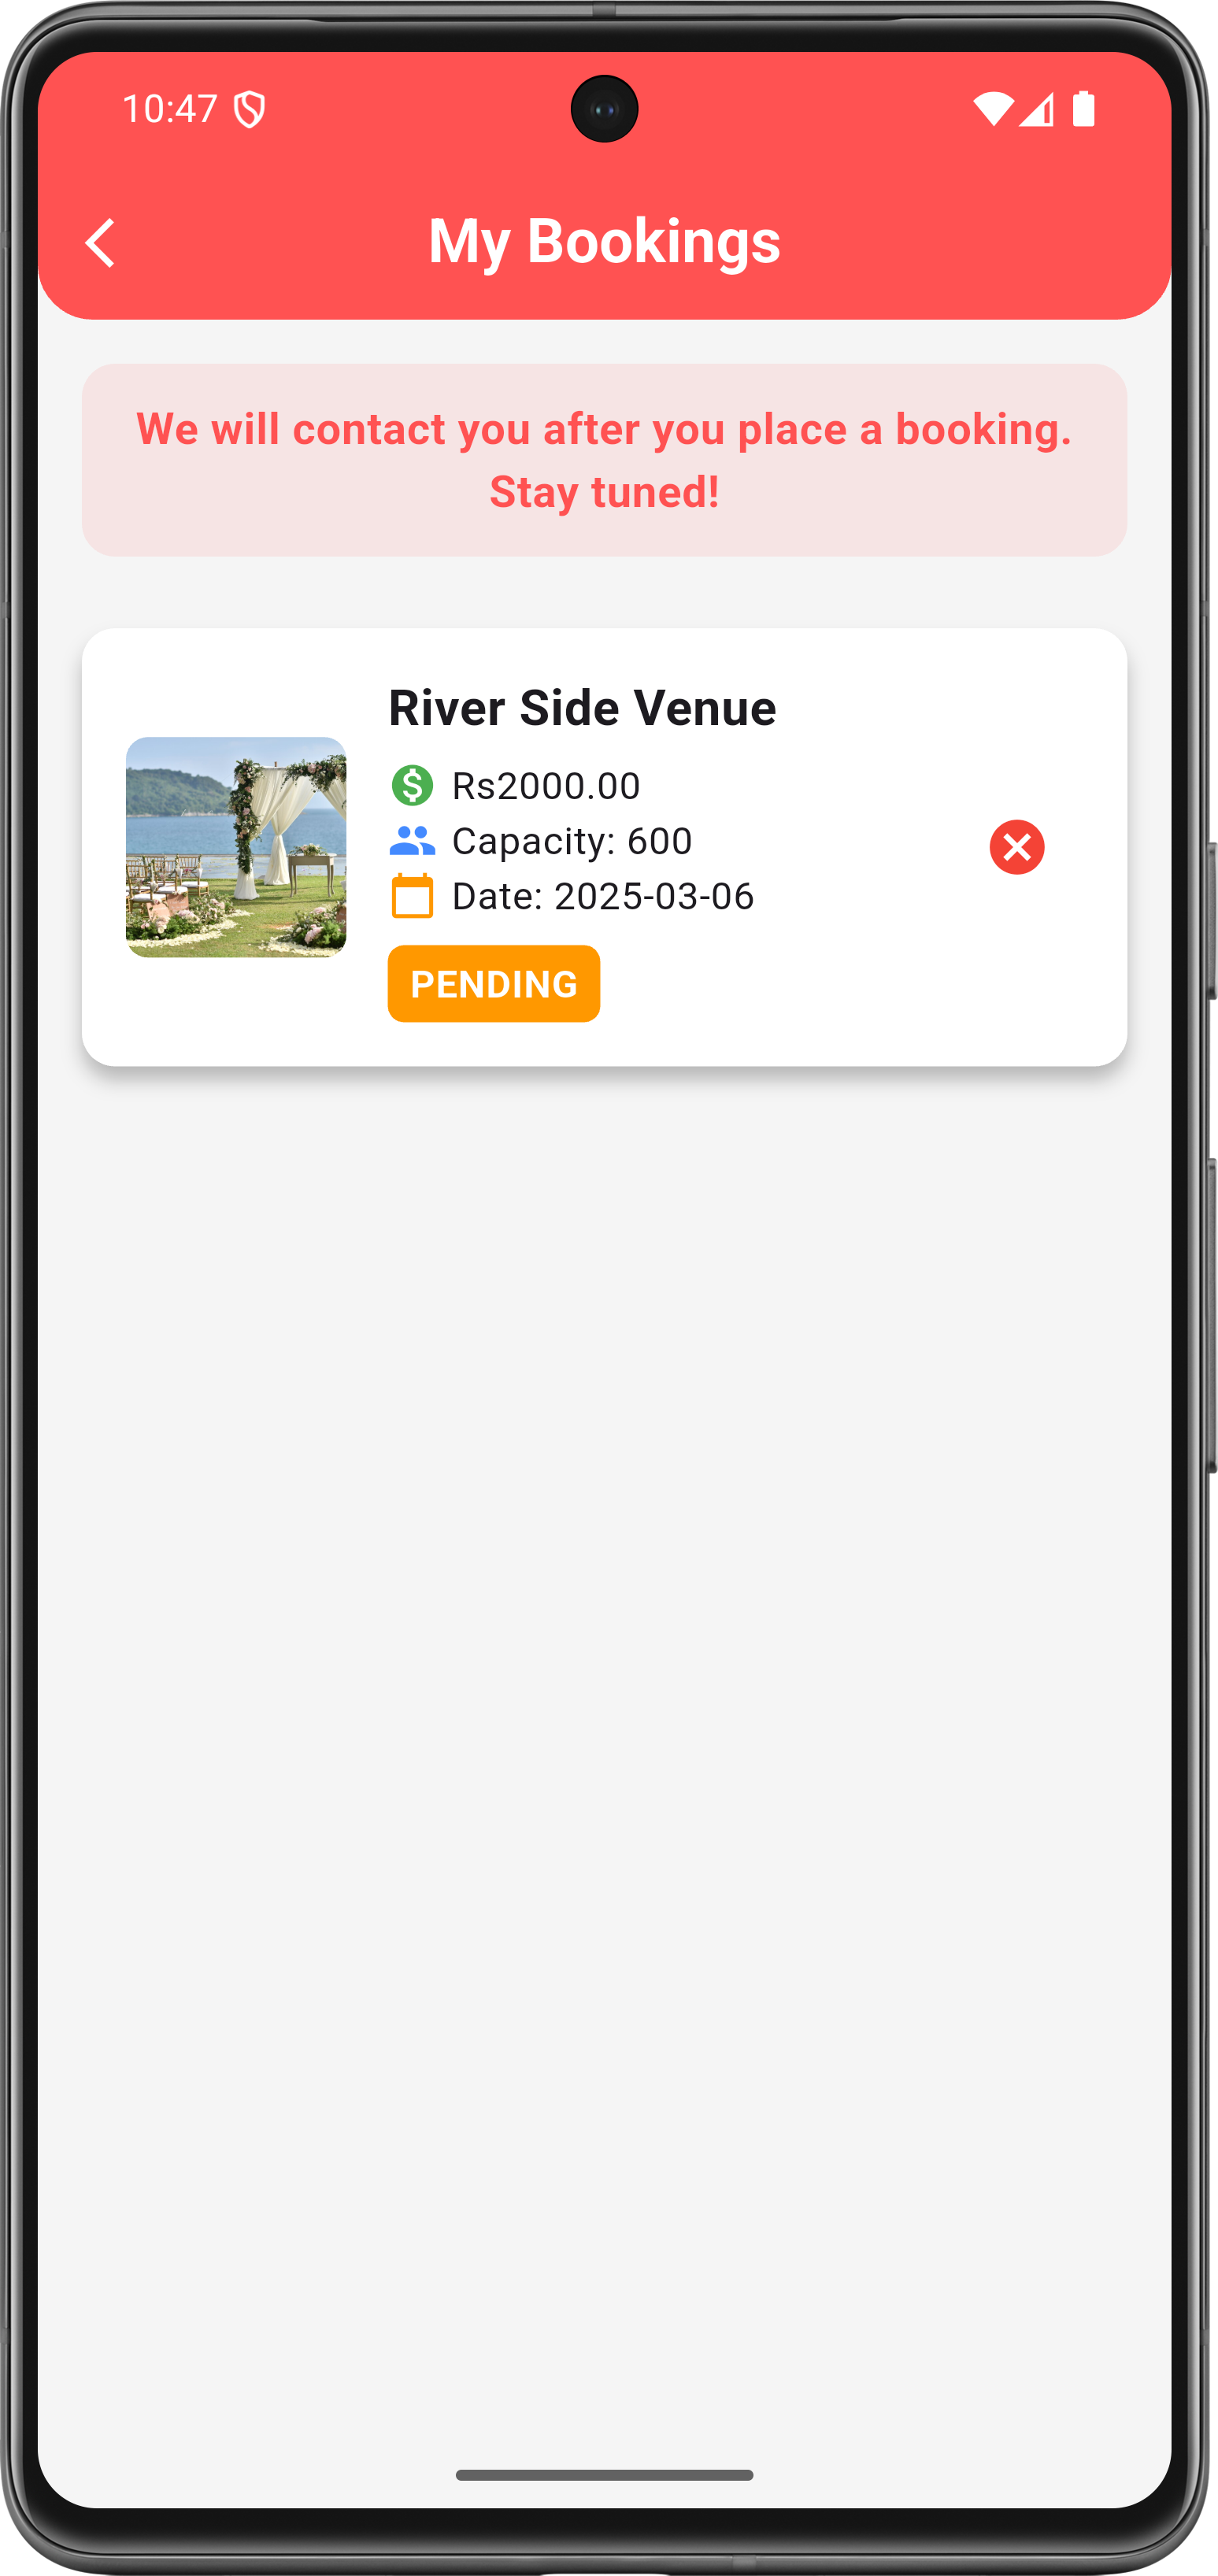 10:47
My Bookings
We will contact you after you place a booking.
Stay tuned!
River Side Venue
Rs2000.00
Capacity: 600
Date: 2025-03-06
PENDING